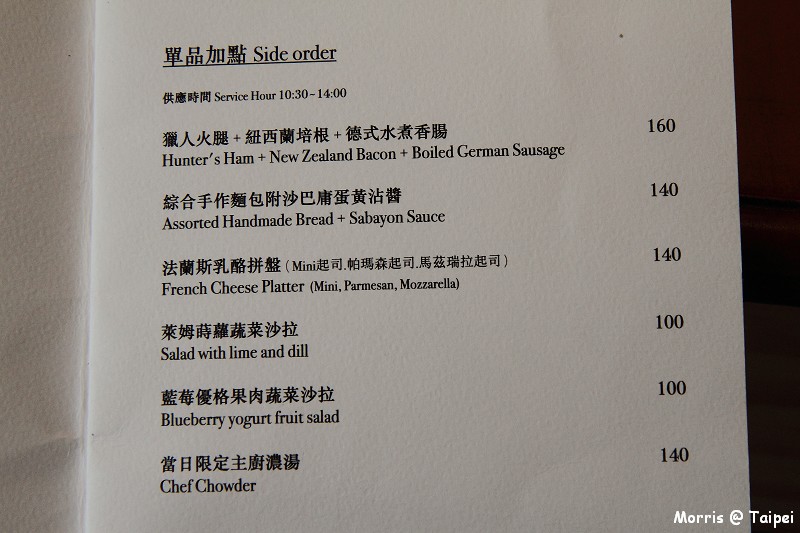 單品加點 Side order
供應時間 Service Hour 10:30~14:00
獵人火腿 + 紐西蘭培根 + 德式水煮香腸 160
Hunter's Ham + New Zealand Bacon + Boiled German Sausage
綜合手作麵包附沙巴庸蛋黃沾醬 140
Assorted Handmade Bread + Sabayon Sauce
法蘭斯乳酪拼盤 (Mini起司.帕瑪森起司.馬茲瑞拉起司) 140
French Cheese Platter (Mini, Parmesan, Mozzarella)
萊姆蒔蘿蔬菜沙拉 100
Salad with lime and dill
藍莓優格果肉蔬菜沙拉 100
Blueberry yogurt fruit salad
當日限定主廚濃湯 140
Chef Chowder
Morris @ Taipei